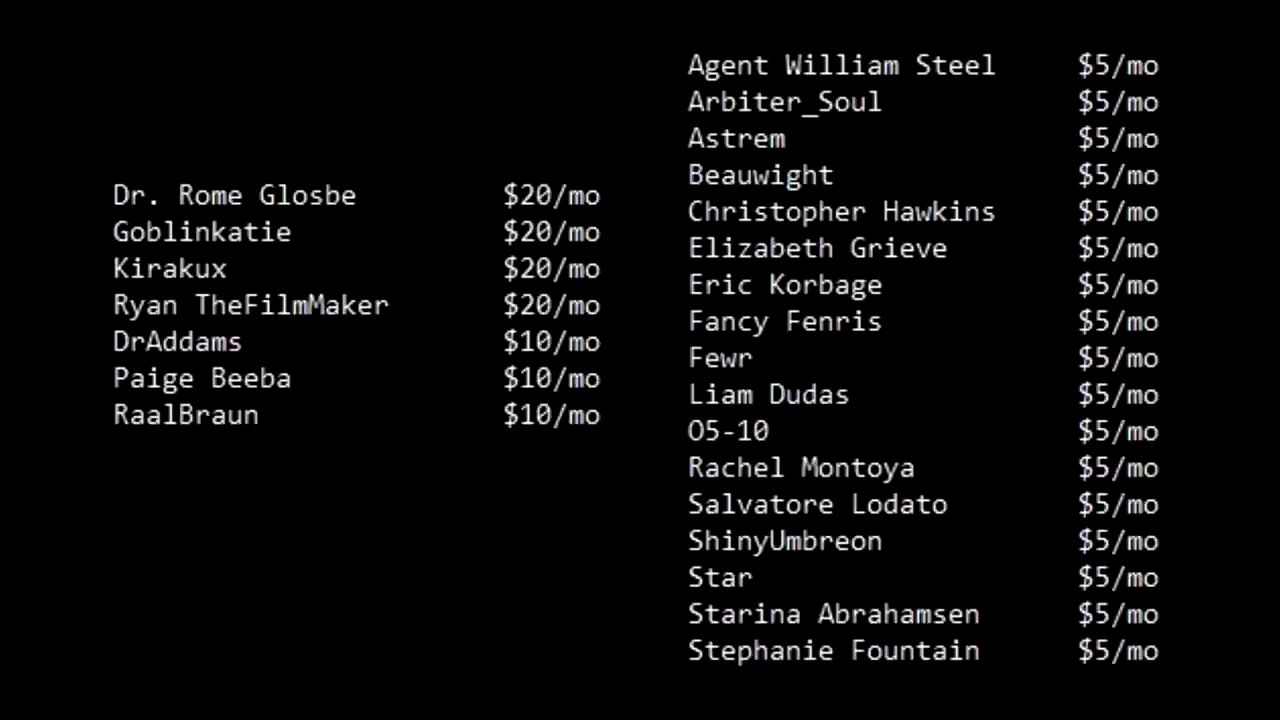 Dr. Rome Glosbe $20/mo
Goblinkatie $20/mo
Kirakux $20/mo
Ryan TheFilmMaker $20/mo
DrAddams $10/mo
Paige Beeba $10/mo
RaalBraun $10/mo
Agent William Steel $5/mo
Arbiter_Soul $5/mo
Astrem $5/mo
Beauwight $5/mo
Christopher Hawkins $5/mo
Elizabeth Grieve $5/mo
Eric Korbage $5/mo
Fancy Fenris $5/mo
Fewr $5/mo
Liam Dudas $5/mo
O5-10 $5/mo
Rachel Montoya $5/mo
Salvatore Lodato $5/mo
ShinyUmbreon $5/mo
Star $5/mo
Starina Abrahamsen $5/mo
Stephanie Fountain $5/mo